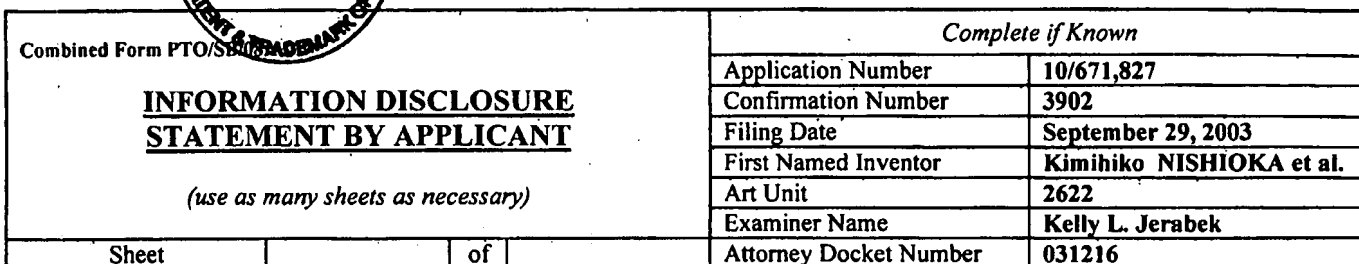 Combined Form
Complete if Known
INFORMATION DISCLOSURE
STATEMENT BY APPLICANT
(use as many sheets as necessary)
Sheet of
Application Number 10/671,827
Confirmation Number 3902
Filing Date September 29, 2003
First Named Inventor Kimihiko NISHIOKA et al.
Art Unit 2622
Examiner Name Kelly L. Jerabek
Attorney Docket Number 031216